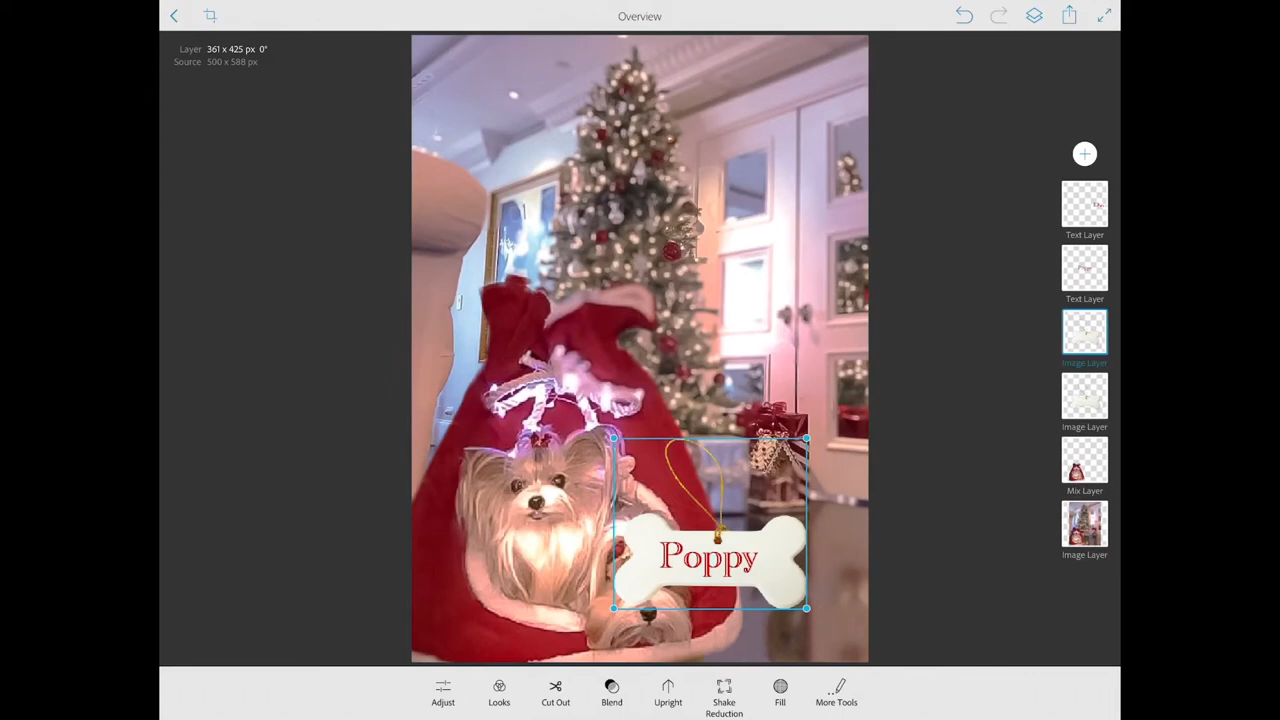 Overview
Layer 361 x 425 px 0°
Source 500 x 588 px
Text Layer
Text Layer
Image Layer
Image Layer
Mix Layer
Image Layer
Poppy
Adjust
Looks
Cut Out
Blend
Upright
Shake
Reduction
Fill
More Tools